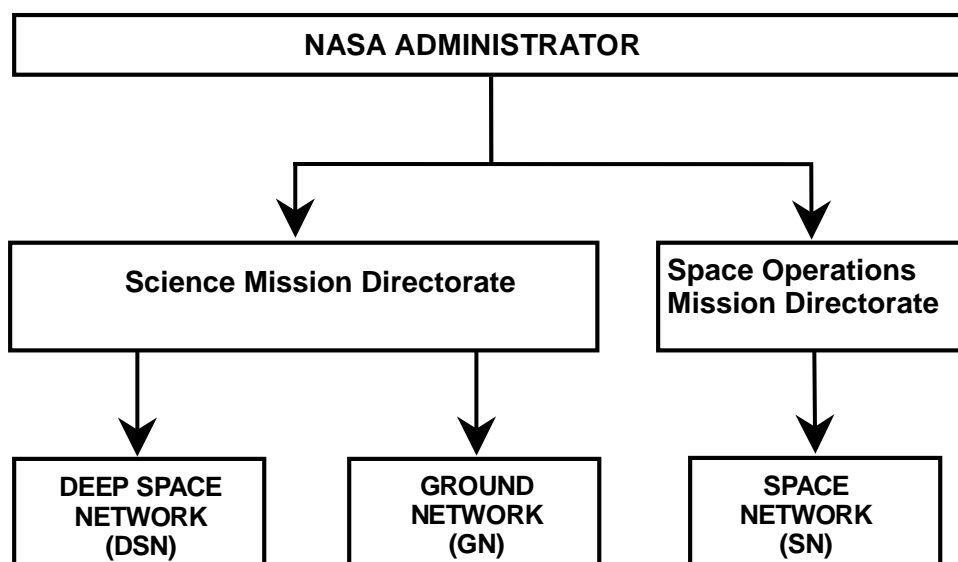 NASA ADMINISTRATOR
Science Mission Directorate
Space Operations
Mission Directorate
DEEP SPACE
NETWORK
(DSN)
GROUND
NETWORK
(GN)
SPACE
NETWORK
(SN)